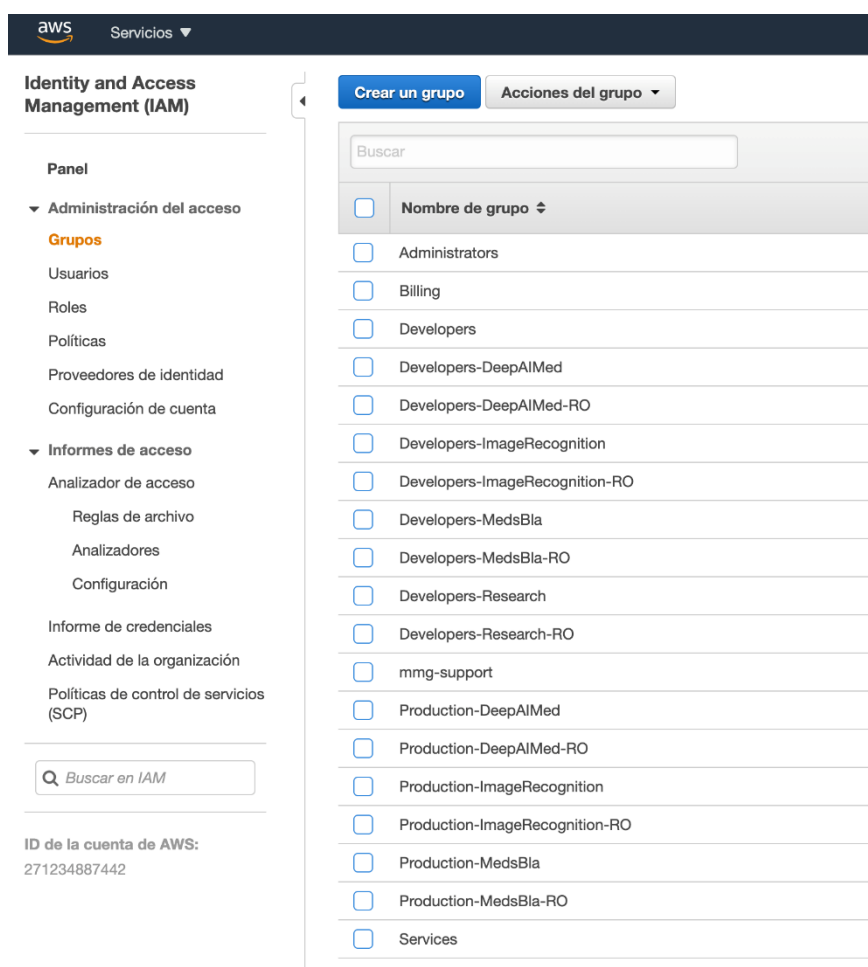 aws
Servicios ▼
Identity and Access
Management (IAM)
Panel
Administración del acceso
Grupos
Usuarios
Roles
Políticas
Proveedores de identidad
Configuración de cuenta
Informes de acceso
Analizador de acceso
Reglas de archivo
Analizadores
Configuración
Informe de credenciales
Actividad de la organización
Políticas de control de servicios
(SCP)
Buscar en IAM
ID de la cuenta de AWS:
271234887442
Crear un grupo
Acciones del grupo
Buscar
Nombre de grupo
Administrators
Billing
Developers
Developers-DeepAIMed
Developers-DeepAIMed-RO
Developers-ImageRecognition
Developers-ImageRecognition-RO
Developers-MedsBla
Developers-MedsBla-RO
Developers-Research
Developers-Research-RO
mmg-support
Production-DeepAIMed
Production-DeepAIMed-RO
Production-ImageRecognition
Production-ImageRecognition-RO
Production-MedsBla
Production-MedsBla-RO
Services